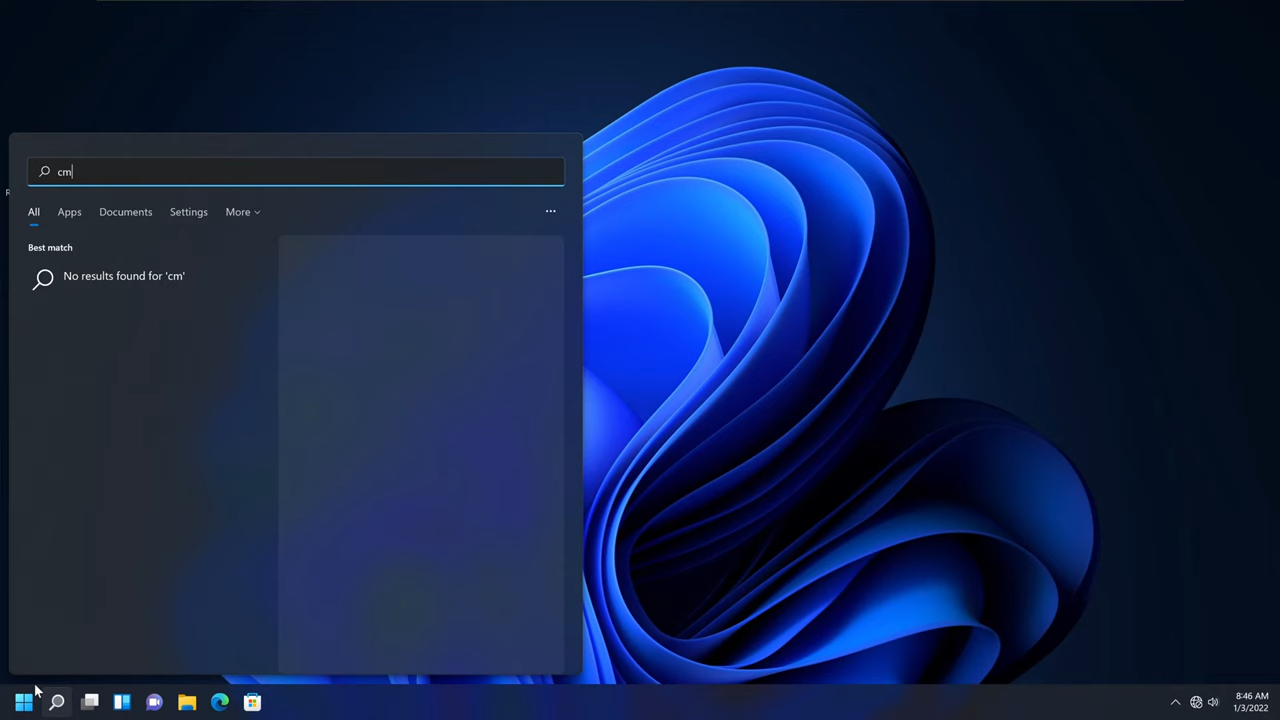 cm
R
All Apps Documents Settings More ...
Best match
No results found for 'cm'
8:46 AM
1/3/2022